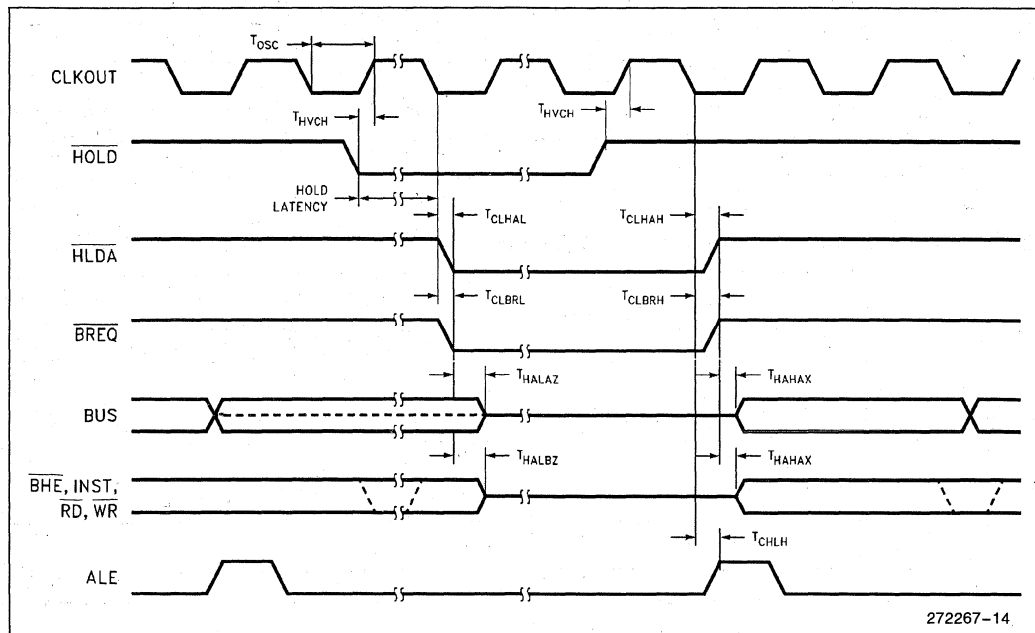 TOSC
CLKOUT
THVCH
THVCH
HOLD
HOLD
LATENCY
TCLHAL
TCLHAH
HLDA
TCLBRL
TCLBRH
BREQ
THALAZ
THAHAX
BUS
THALBZ
THAHAX
BHE, INST,
RD, WR
TCHLH
ALE
272267-14